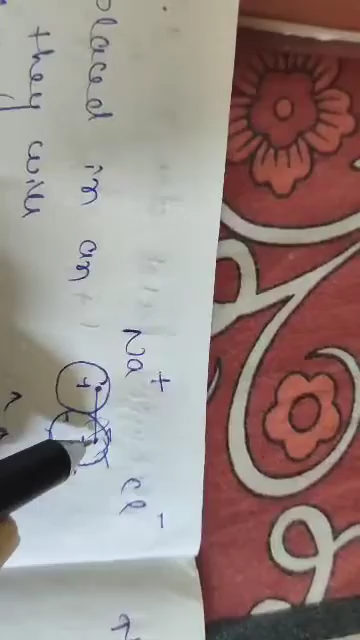 Na⁺ Cl⁻
+
placed in an
they will